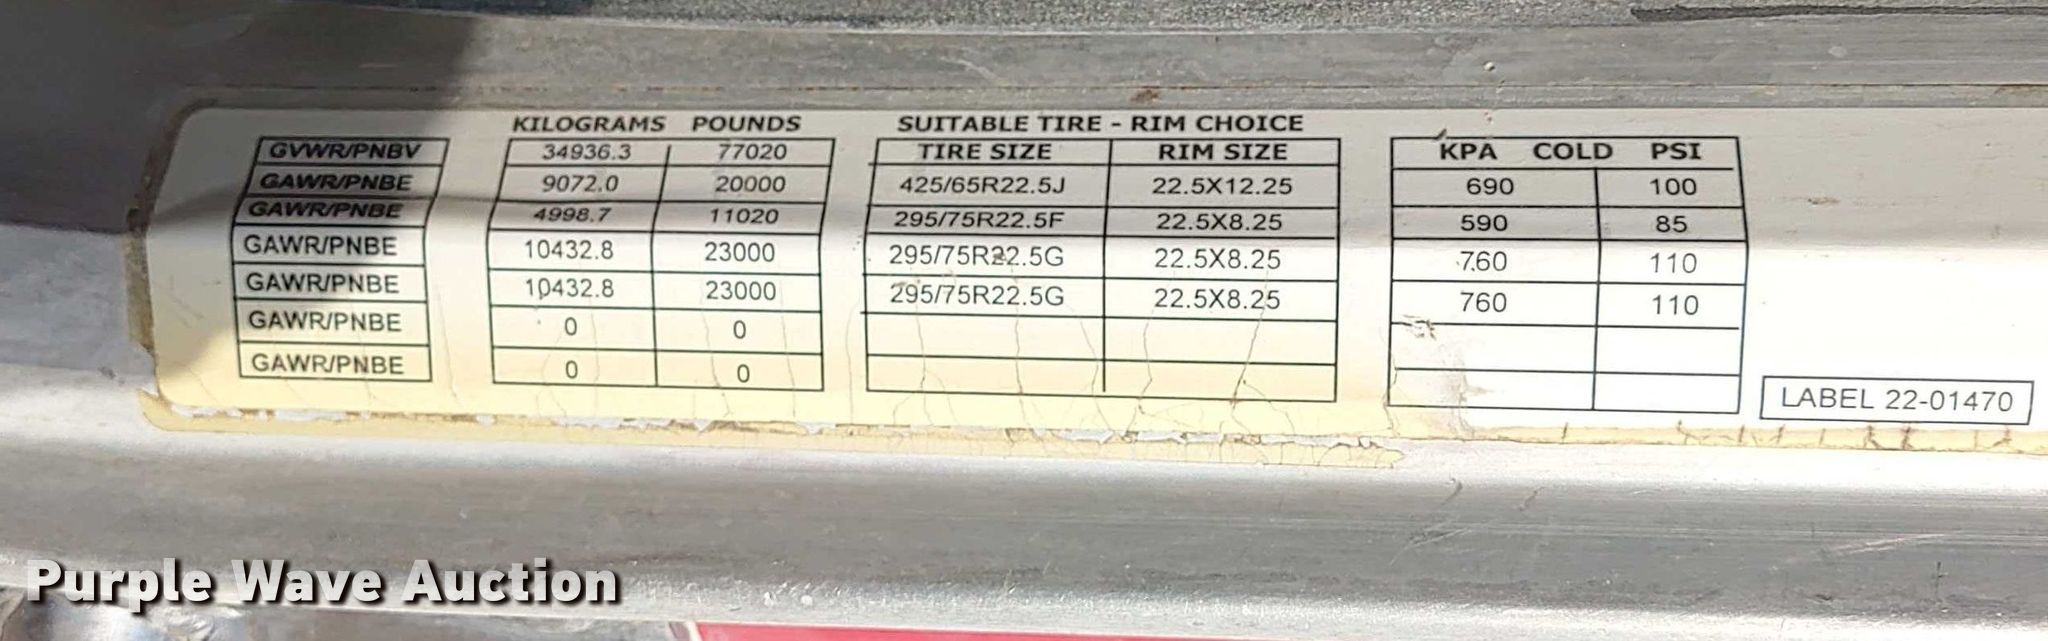 KILOGRAMS POUNDS SUITABLE TIRE - RIM CHOICE
GVWR/PNBV 34936.3 77020 TIRE SIZE RIM SIZE KPA COLD PSI
GAWR/PNBE 9072.0 20000 425/65R22.5J 22.5X12.25 690 100
GAWR/PNBE 4998.7 11020 295/75R22.5F 22.5X8.25 590 85
GAWR/PNBE 10432.8 23000 295/75R22.5G 22.5X8.25 760 110
GAWR/PNBE 10432.8 23000 295/75R22.5G 22.5X8.25 760 110
GAWR/PNBE 0 0
GAWR/PNBE 0 0
LABEL 22-01470
Purple Wave Auction